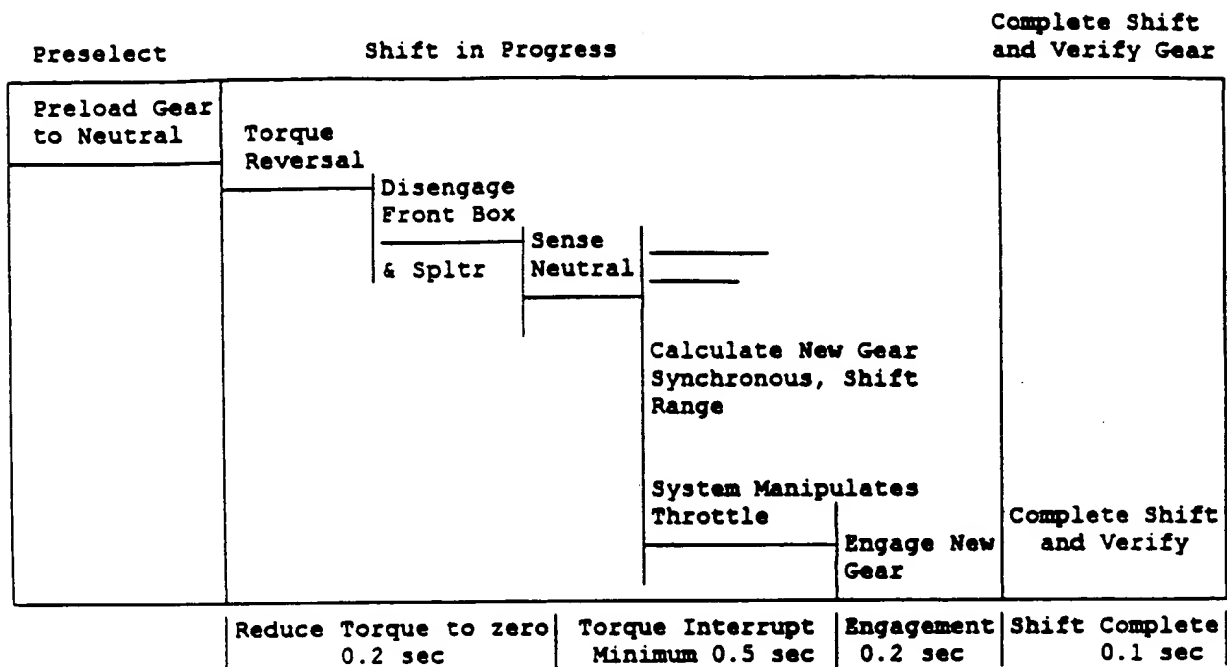 Preselect
Shift in Progress
Complete Shift
and Verify Gear
Preload Gear
to Neutral
Torque
Reversal
Disengage
Front Box
& Spltr
Sense
Neutral
Calculate New Gear
Synchronous, Shift
Range
System Manipulates
Throttle
Engage New
Gear
Complete Shift
and Verify
Reduce Torque to zero
0.2 sec
Torque Interrupt
Minimum 0.5 sec
Engagement
0.2 sec
Shift Complete
0.1 sec